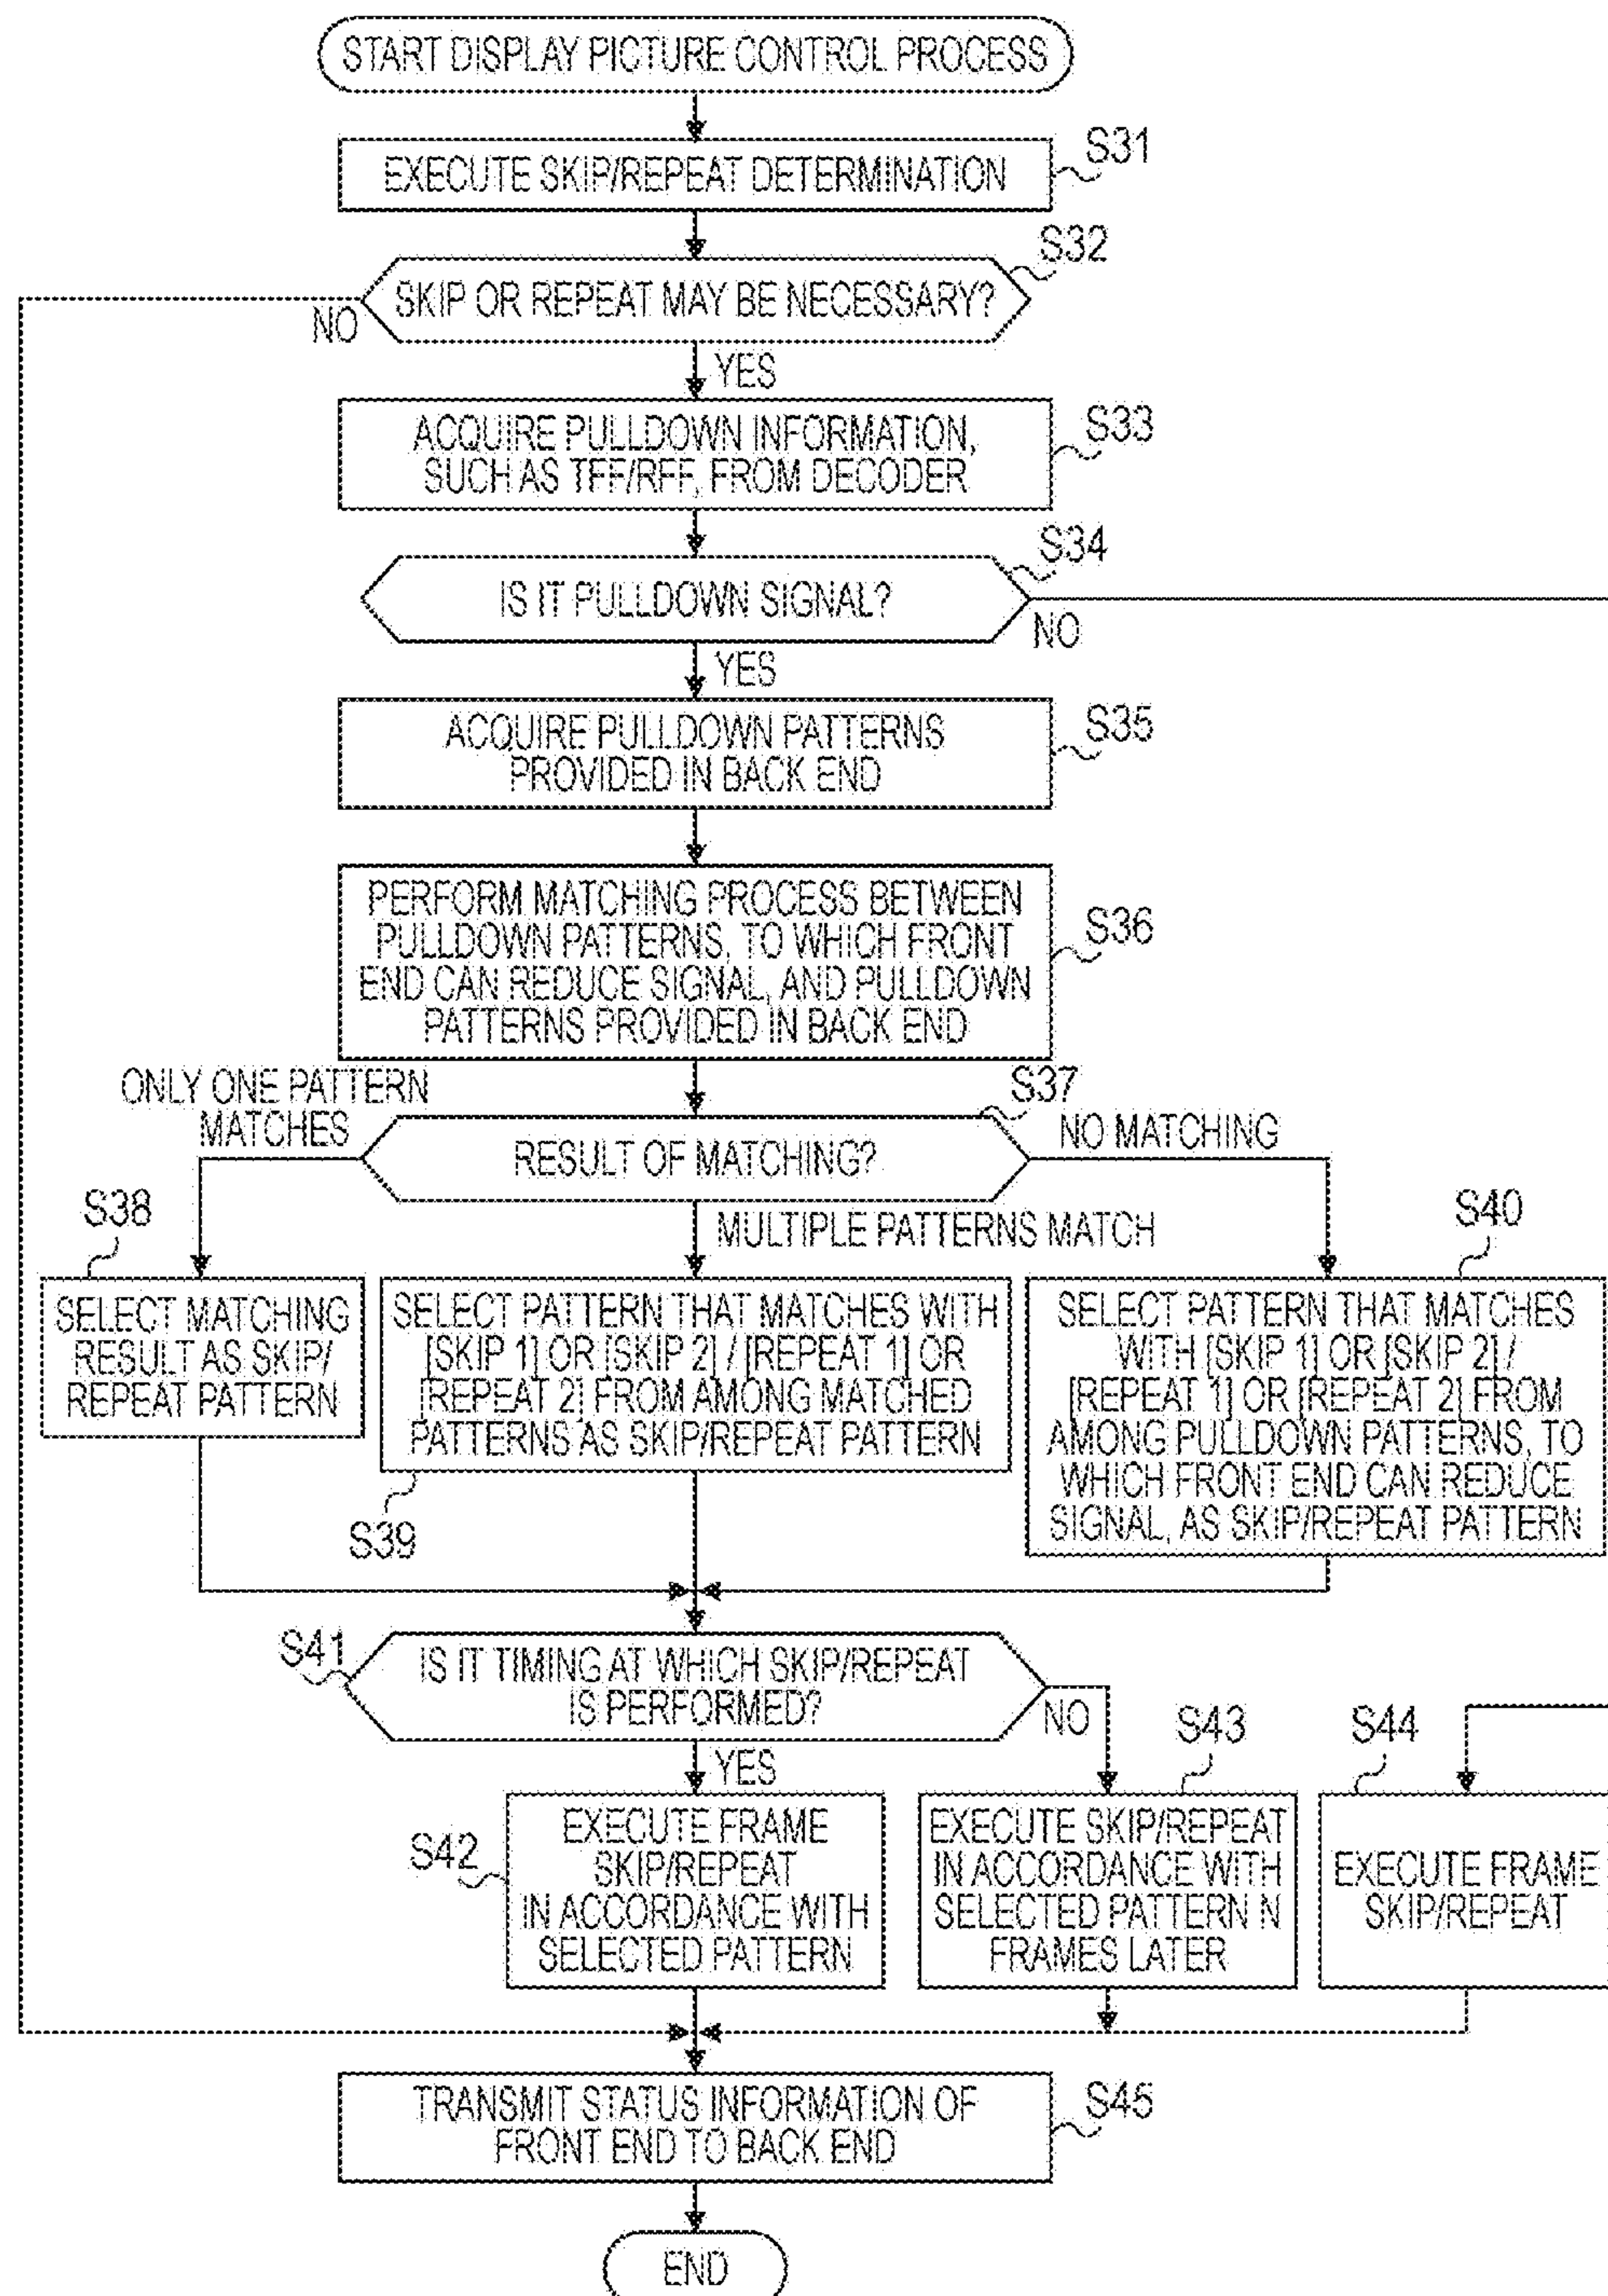 START DISPLAY PICTURE CONTROL PROCESS
S31
EXECUTE SKIP/REPEAT DETERMINATION
S32
SKIP OR REPEAT MAY BE NECESSARY?
NO
YES
S33
ACQUIRE PULLDOWN INFORMATION,
SUCH AS TFF/RFF, FROM DECODER
S34
IS IT PULLDOWN SIGNAL?
NO
YES
S35
ACQUIRE PULLDOWN PATTERNS
PROVIDED IN BACK END
S36
PERFORM MATCHING PROCESS BETWEEN
PULLDOWN PATTERNS, TO WHICH FRONT
END CAN REDUCE SIGNAL, AND PULLDOWN
PATTERNS PROVIDED IN BACK END
ONLY ONE PATTERN
MATCHES
S37
RESULT OF MATCHING?
NO MATCHING
MULTIPLE PATTERNS MATCH
S38
SELECT MATCHING
RESULT AS SKIP/
REPEAT PATTERN
SELECT PATTERN THAT MATCHES WITH
[SKIP 1] OR [SKIP 2] / [REPEAT 1] OR
[REPEAT 2] FROM AMONG MATCHED
PATTERNS AS SKIP/REPEAT PATTERN
S39
S40
SELECT PATTERN THAT MATCHES
WITH [SKIP 1] OR [SKIP 2] /
[REPEAT 1] OR [REPEAT 2] FROM
AMONG PULLDOWN PATTERNS, TO
WHICH FRONT END CAN REDUCE
SIGNAL, AS SKIP/REPEAT PATTERN
S41
IS IT TIMING AT WHICH SKIP/REPEAT
IS PERFORMED?
NO
YES
S42
EXECUTE FRAME
SKIP/REPEAT
IN ACCORDANCE WITH
SELECTED PATTERN
S43
EXECUTE SKIP/REPEAT
IN ACCORDANCE WITH
SELECTED PATTERN N
FRAMES LATER
S44
EXECUTE FRAME
SKIP/REPEAT
S45
TRANSMIT STATUS INFORMATION OF
FRONT END TO BACK END
END